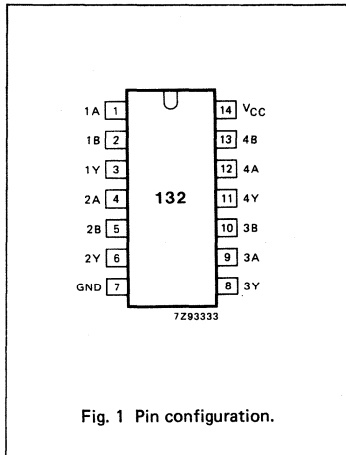 1A 1 14 VCC
1B 2 13 4B
1Y 3 12 4A
2A 4 132 11 4Y
2B 5 10 3B
2Y 6 9 3A
GND 7 8 3Y
7Z93333
Fig. 1 Pin configuration.